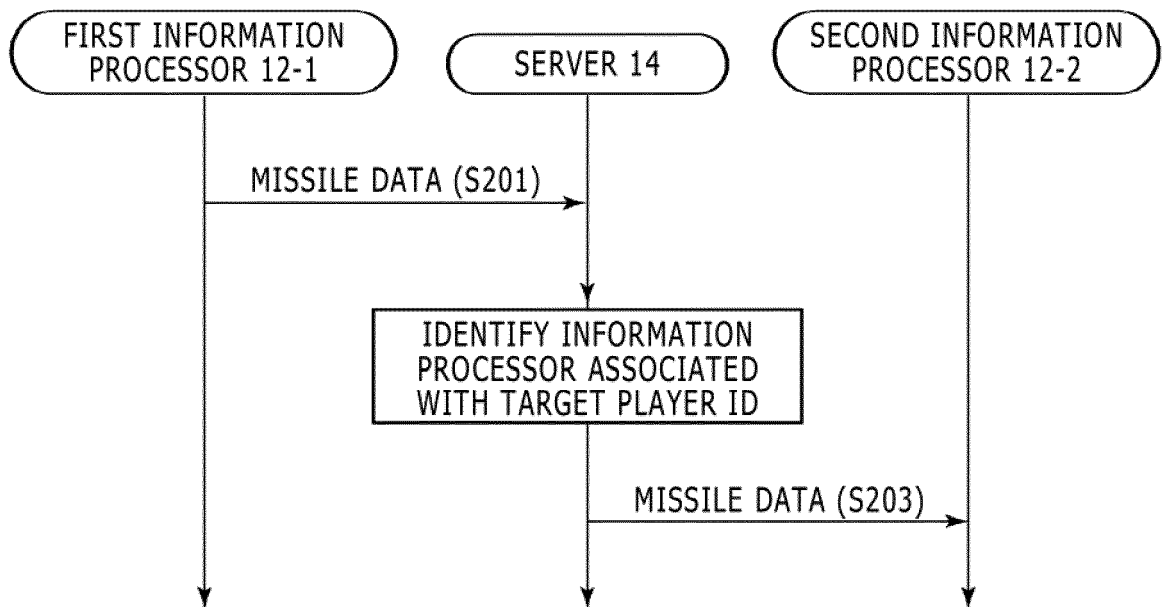 FIRST INFORMATION
PROCESSOR 12-1
SERVER 14
SECOND INFORMATION
PROCESSOR 12-2
MISSILE DATA (S201)
IDENTIFY INFORMATION
PROCESSOR ASSOCIATED
WITH TARGET PLAYER ID
MISSILE DATA (S203)